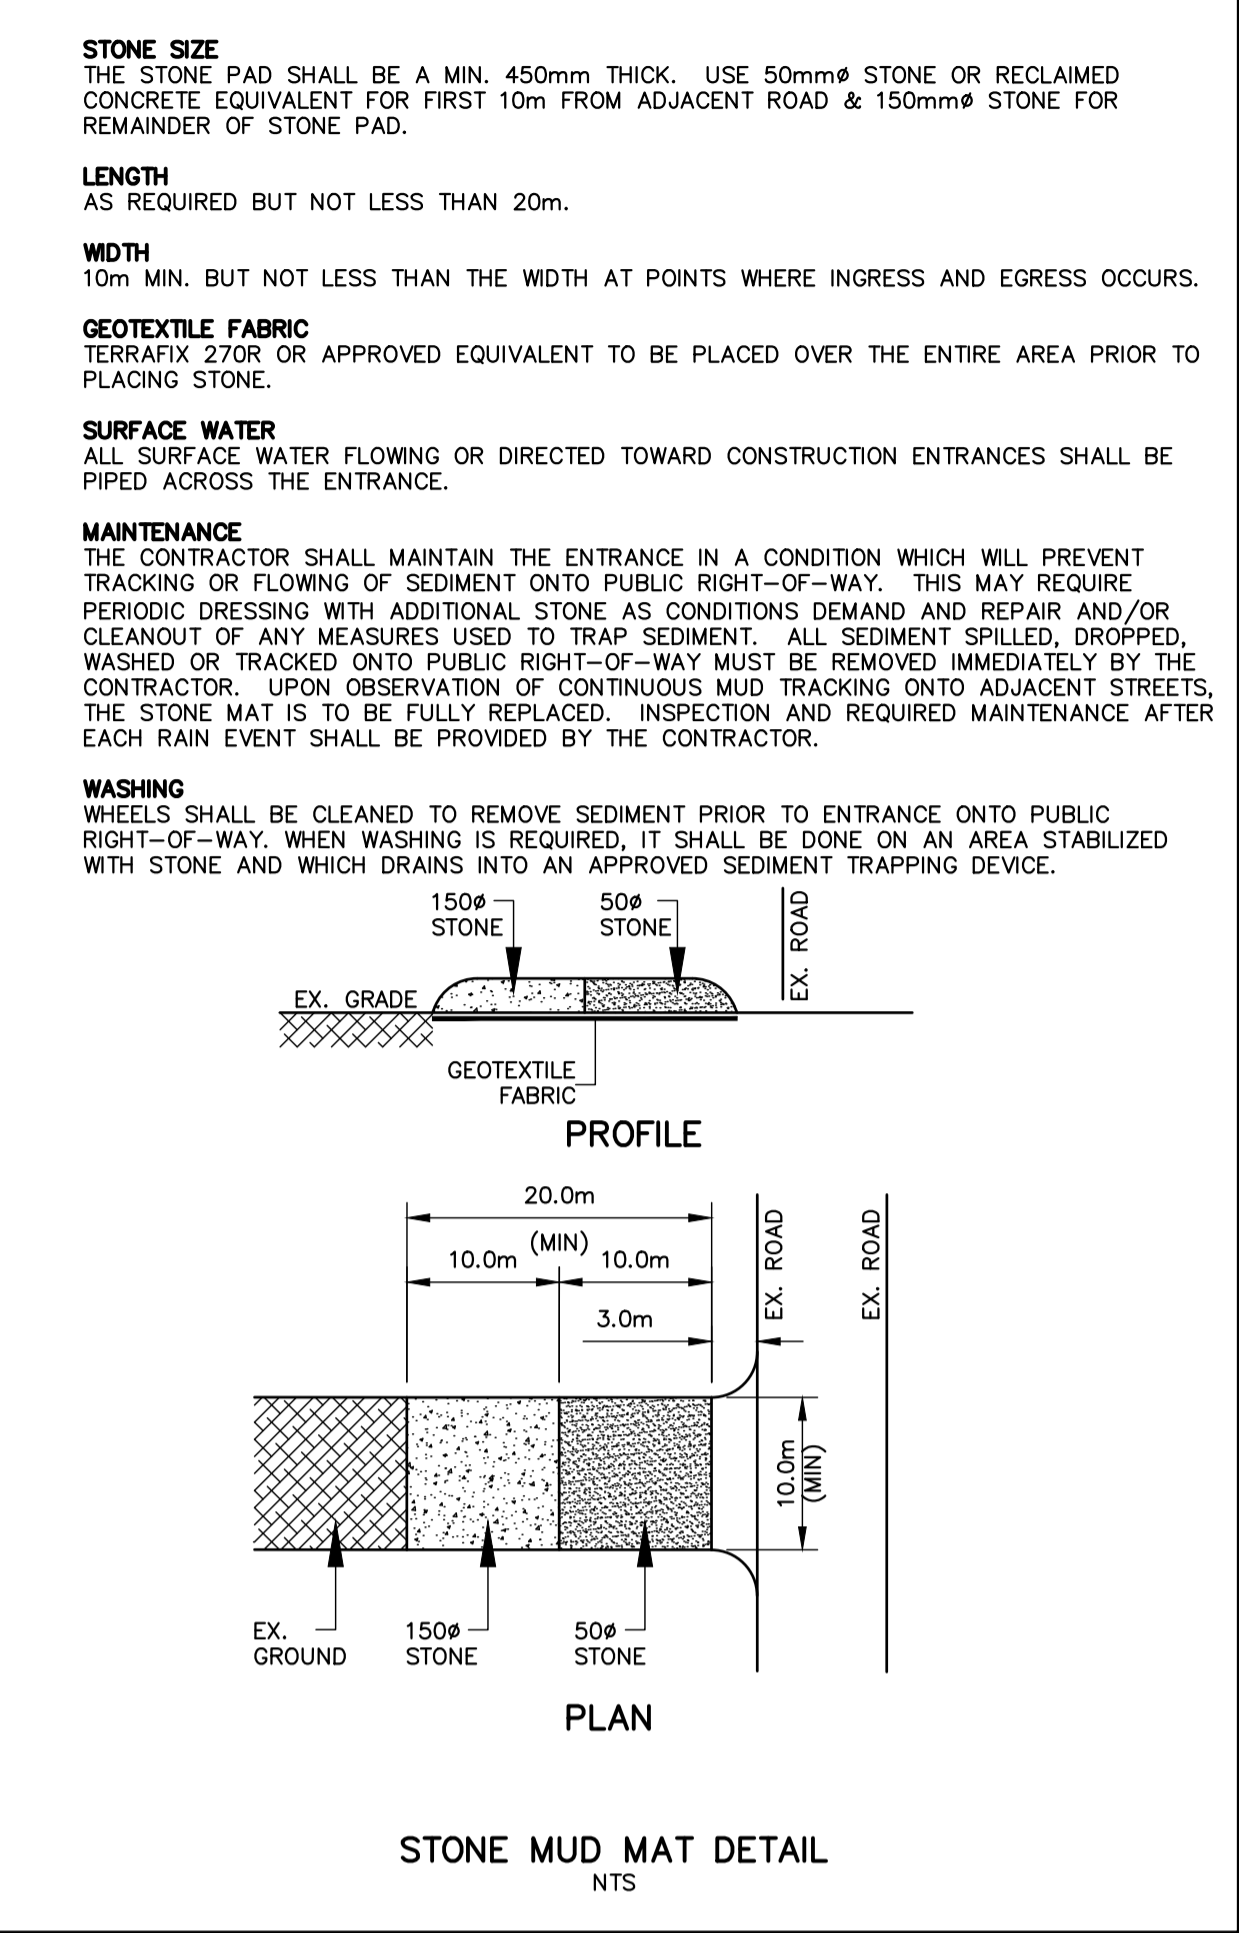 STONE SIZE
THE STONE PAD SHALL BE A MIN. 450mm THICK. USE 50mmø STONE OR RECLAIMED
CONCRETE EQUIVALENT FOR FIRST 10m FROM ADJACENT ROAD & 150mmø STONE FOR
REMAINDER OF STONE PAD.
LENGTH
AS REQUIRED BUT NOT LESS THAN 20m.
WIDTH
10m MIN. BUT NOT LESS THAN THE WIDTH AT POINTS WHERE INGRESS AND EGRESS OCCURS.
GEOTEXTILE FABRIC
TERRAFIX 270R OR APPROVED EQUIVALENT TO BE PLACED OVER THE ENTIRE AREA PRIOR TO
PLACING STONE.
SURFACE WATER
ALL SURFACE WATER FLOWING OR DIRECTED TOWARD CONSTRUCTION ENTRANCES SHALL BE
PIPED ACROSS THE ENTRANCE.
MAINTENANCE
THE CONTRACTOR SHALL MAINTAIN THE ENTRANCE IN A CONDITION WHICH WILL PREVENT
TRACKING OR FLOWING OF SEDIMENT ONTO PUBLIC RIGHT-OF-WAY. THIS MAY REQUIRE
PERIODIC DRESSING WITH ADDITIONAL STONE AS CONDITIONS DEMAND AND REPAIR AND/OR
CLEANOUT OF ANY MEASURES USED TO TRAP SEDIMENT. ALL SEDIMENT SPILLED, DROPPED,
WASHED OR TRACKED ONTO PUBLIC RIGHT-OF-WAY MUST BE REMOVED IMMEDIATELY BY THE
CONTRACTOR. UPON OBSERVATION OF CONTINUOUS MUD TRACKING ONTO ADJACENT STREETS,
THE STONE MAT IS TO BE FULLY REPLACED. INSPECTION AND REQUIRED MAINTENANCE AFTER
EACH RAIN EVENT SHALL BE PROVIDED BY THE CONTRACTOR.
WASHING
WHEELS SHALL BE CLEANED TO REMOVE SEDIMENT PRIOR TO ENTRANCE ONTO PUBLIC
RIGHT-OF-WAY. WHEN WASHING IS REQUIRED, IT SHALL BE DONE ON AN AREA STABILIZED
WITH STONE AND WHICH DRAINS INTO AN APPROVED SEDIMENT TRAPPING DEVICE.
150ø
STONE
50ø
STONE
EX. ROAD
EX. GRADE
GEOTEXTILE
FABRIC
PROFILE
20.0m
(MIN)
10.0m
10.0m
3.0m
EX. ROAD
EX. ROAD
10.0m
(MIN)
EX.
GROUND
150ø
STONE
50ø
STONE
PLAN
STONE MUD MAT DETAIL
NTS